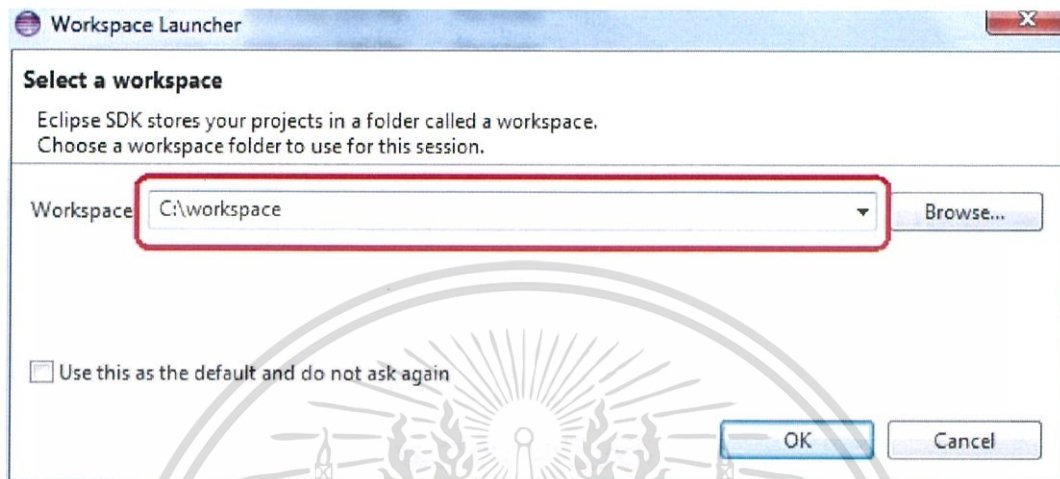 Workspace Launcher
Select a workspace
Eclipse SDK stores your projects in a folder called a workspace.
Choose a workspace folder to use for this session.
Workspace C:\workspace Browse...
Use this as the default and do not ask again
OK Cancel